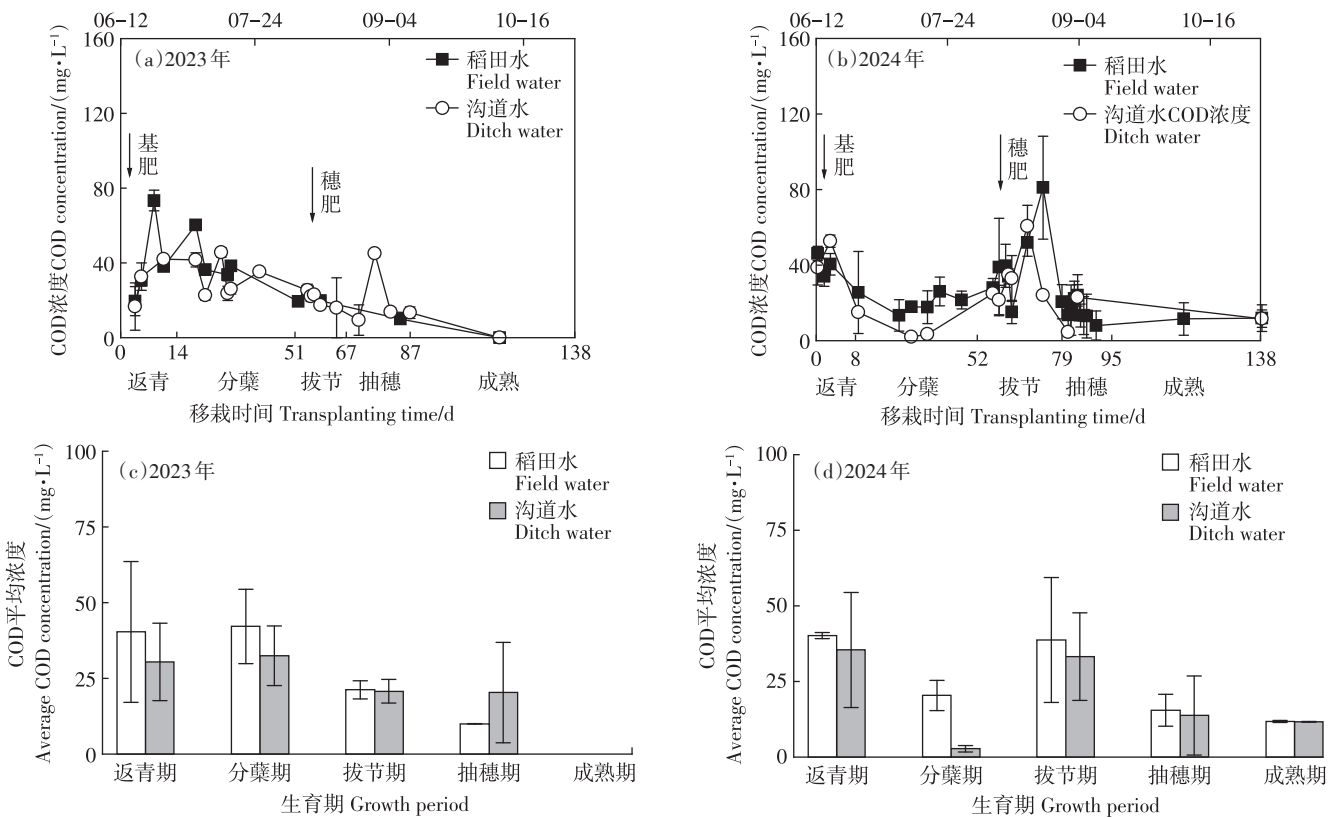 06-12 07-24 09-04 10-16
160
120
80
40
0
COD浓度COD concentration/(mg·L⁻¹)
(a)2023年
稻田水
Field water
沟道水
Ditch water
基
肥
穗
肥
0 14 51 67 87 138
返青 分蘖 拔节 抽穗 成熟
移栽时间 Transplanting time/d
06-12 07-24 09-04 10-16
160
120
80
40
0
COD浓度COD concentration/(mg·L⁻¹)
(b)2024年
稻田水
Field water
沟道水COD浓度
Ditch water
基
肥
穗
肥
0 8 52 79 95 138
返青 分蘖 拔节 抽穗 成熟
移栽时间 Transplanting time/d
100
75
50
25
0
COD平均浓度
Average COD concentration/(mg·L⁻¹)
(c)2023年
稻田水
Field water
沟道水
Ditch water
返青期 分蘖期 拔节期 抽穗期 成熟期
生育期 Growth period
100
75
50
25
0
COD平均浓度
Average COD concentration/(mg·L⁻¹)
(d)2024年
稻田水
Field water
沟道水
Ditch water
返青期 分蘖期 拔节期 抽穗期 成熟期
生育期 Growth period